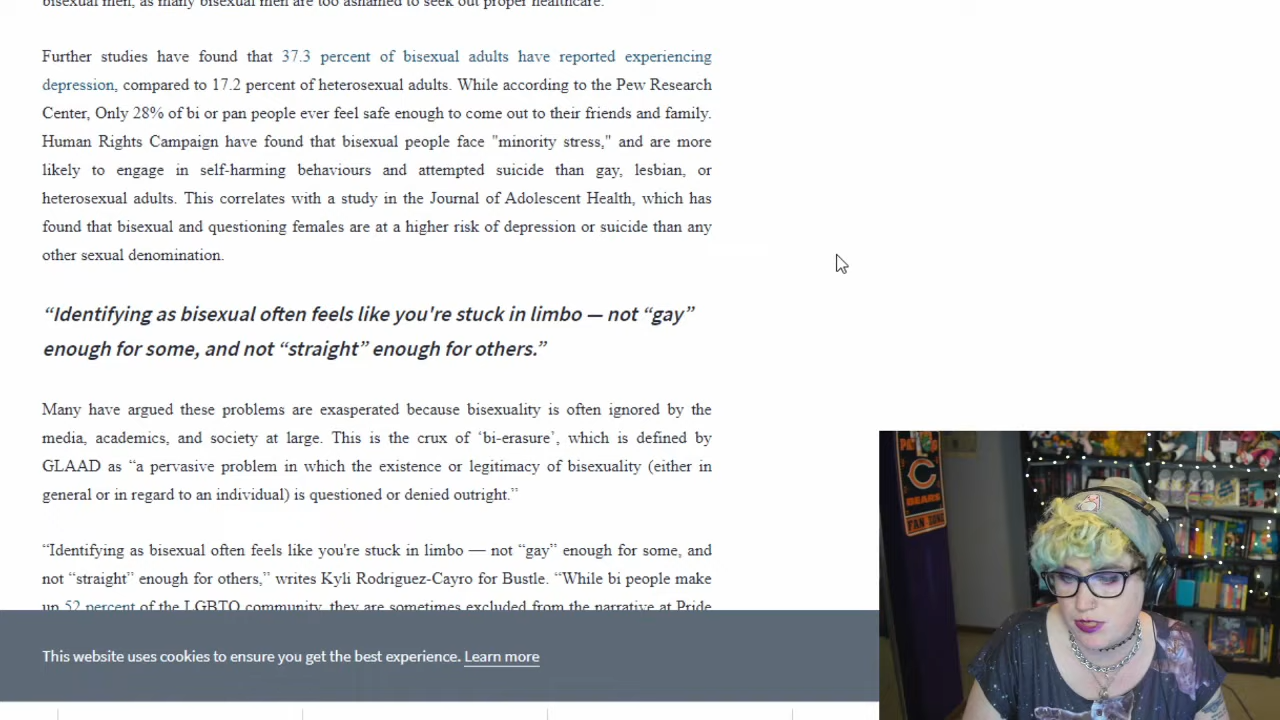 bisexual men, as many bisexual men are too ashamed to seek out proper healthcare.
Further studies have found that 37.3 percent of bisexual adults have reported experiencing
depression, compared to 17.2 percent of heterosexual adults. While according to the Pew Research
Center, Only 28% of bi or pan people ever feel safe enough to come out to their friends and family.
Human Rights Campaign have found that bisexual people face "minority stress," and are more
likely to engage in self-harming behaviours and attempted suicide than gay, lesbian, or
heterosexual adults. This correlates with a study in the Journal of Adolescent Health, which has
found that bisexual and questioning females are at a higher risk of depression or suicide than any
other sexual denomination.
“Identifying as bisexual often feels like you're stuck in limbo — not “gay”
enough for some, and not “straight” enough for others.”
Many have argued these problems are exasperated because bisexuality is often ignored by the
media, academics, and society at large. This is the crux of ‘bi-erasure’, which is defined by
GLAAD as “a pervasive problem in which the existence or legitimacy of bisexuality (either in
general or in regard to an individual) is questioned or denied outright.”
“Identifying as bisexual often feels like you're stuck in limbo — not “gay” enough for some, and
not “straight” enough for others,” writes Kyli Rodriguez-Cayro for Bustle. “While bi people make
up 52 percent of the LGBTQ community, they are sometimes excluded from the narrative at Pride
This website uses cookies to ensure you get the best experience. Learn more
BEARS
FAN